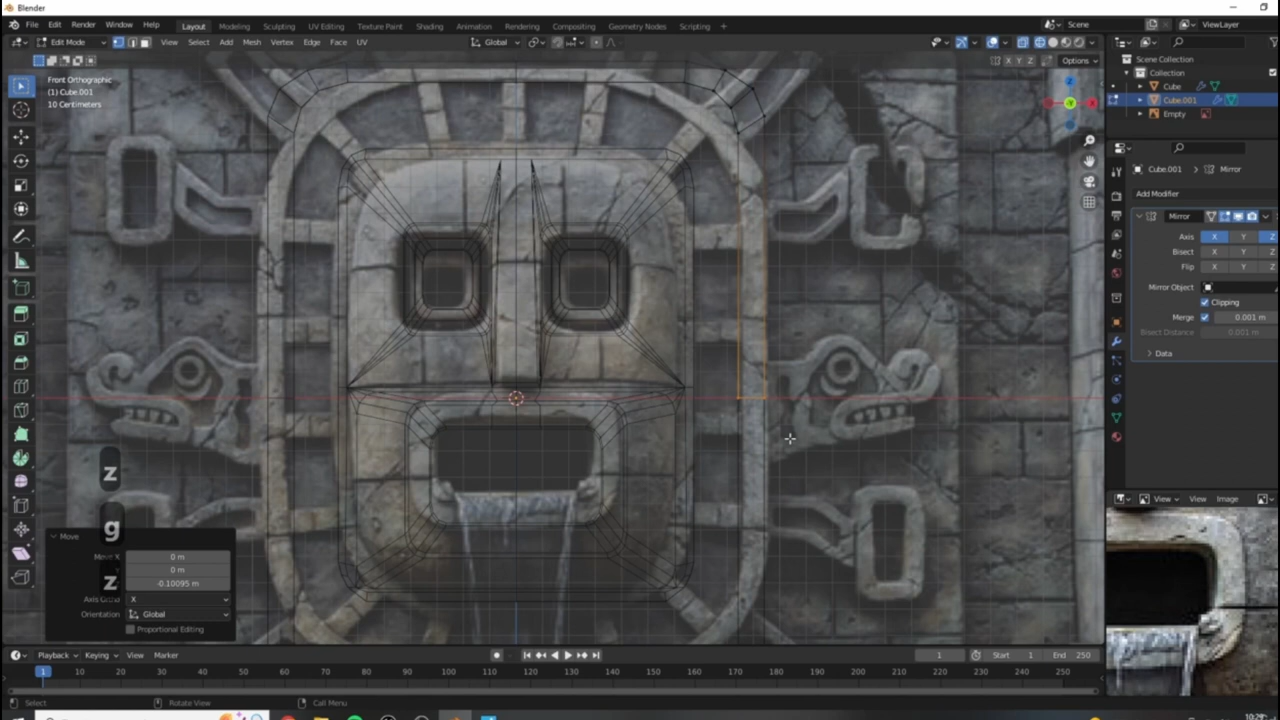 Blender
File Edit Render Window Help Layout Modeling Sculpting UV Editing Texture Paint Shading Animation Rendering Compositing Geometry Nodes Scripting + Scene ViewLayer
Edit Mode View Select Add Mesh Vertex Edge Face UV Global
X Y Z Options
Front Orthographic
(1) Cube.001
10 Centimeters
Z
-Y
X
Scene Collection
Collection
Cube
Cube.001
Empty
Cube.001 > Mirror
Add Modifier
Mirror
Axis X Y Z
Bisect X Y Z
Flip X Y Z
Mirror Object
Clipping
Merge 0.001 m
Bisect Distance 0.001 m
Data
z
g
z
Move
Move X 0 m
0 m
-0.10095 m
X
Orientation Global
Proportional Editing
View View Image
Playback Keying View Marker 1 Start 1 End 250
1 10 20 30 40 50 60 70 80 90 100 110 120 130 140 150 160 170 180 190 200 210 220 230 240 250
Select Rotate View Call Menu